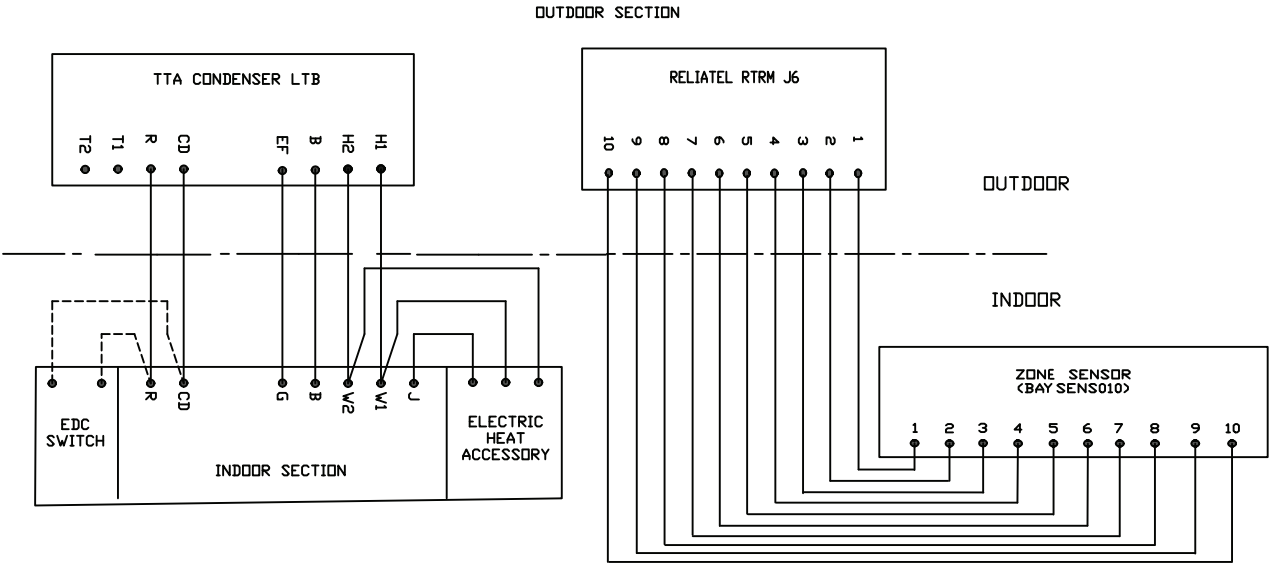 OUTDOOR SECTION
TTA CONDENSER LTB
T2 T1 R CD EF B H2 H1
RELIATEL RTRM J6
10 9 8 7 6 5 4 3 2 1
OUTDOOR
INDOOR
R CD G B W2 W1 J
EDC
SWITCH
INDOOR SECTION
ELECTRIC
HEAT
ACCESSORY
ZONE SENSOR
(BAYSENS010)
1 2 3 4 5 6 7 8 9 10